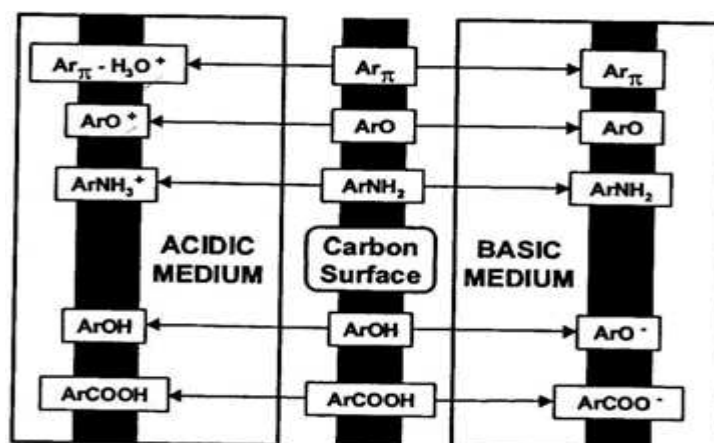 Arπ - H₃O⁺
Arπ
Arπ
ArO⁺
ArO
ArO
ArNH₃⁺
ArNH₂
ArNH₂
ACIDIC
MEDIUM
Carbon
Surface
BASIC
MEDIUM
ArOH
ArOH
ArO⁻
ArCOOH
ArCOOH
ArCOO⁻